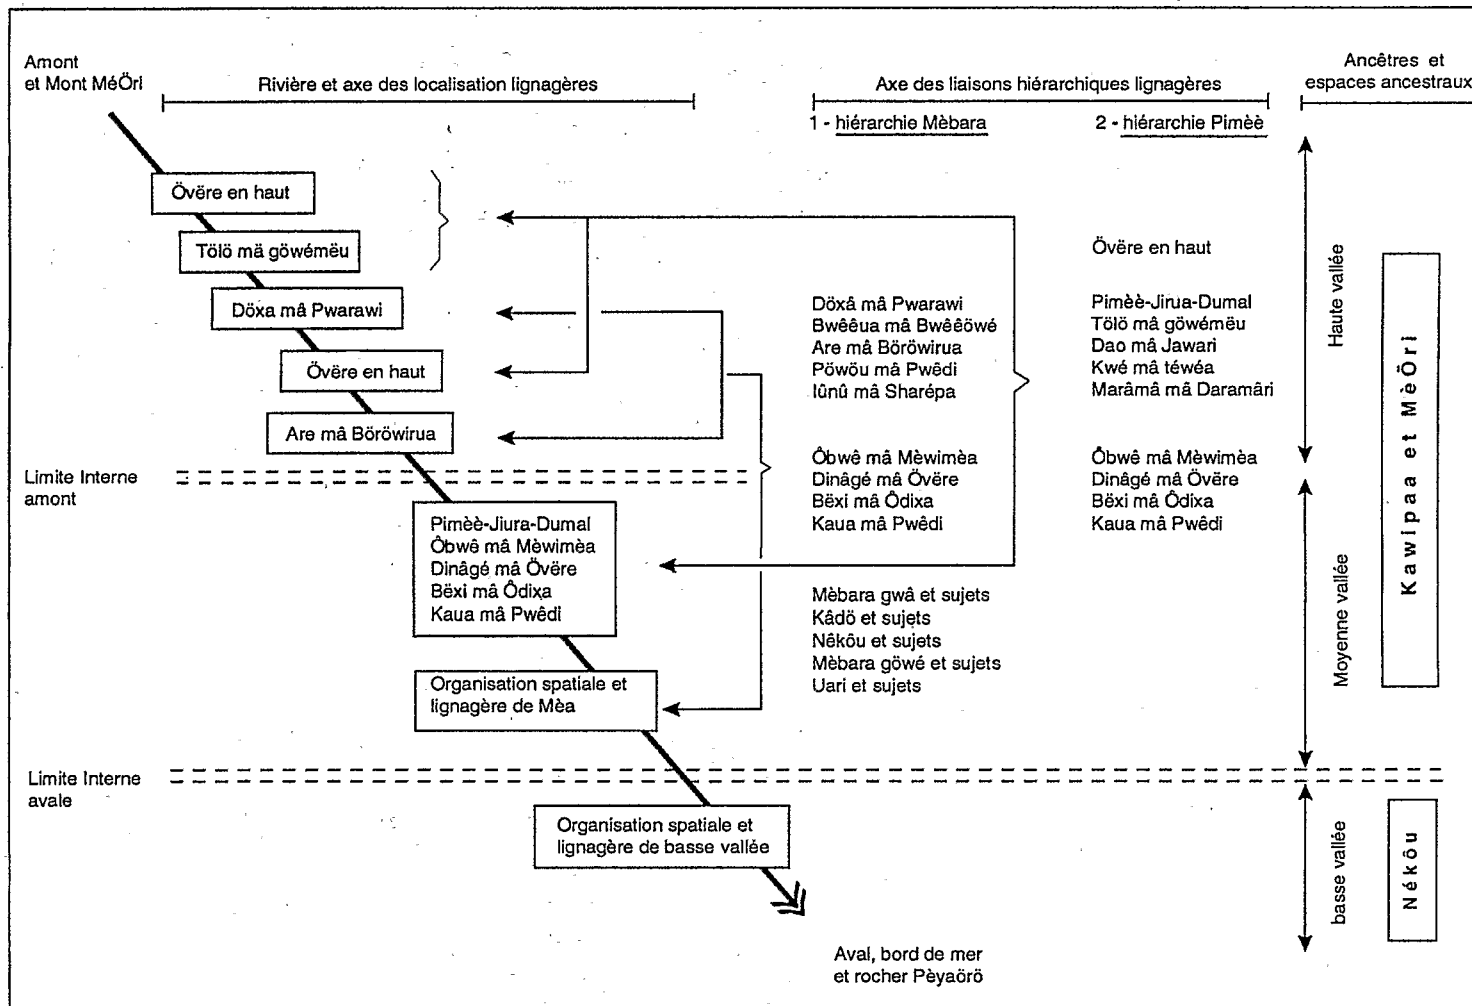 Amont
et Mont MéÖri
Rivière et axe des localisation lignagères
Axe des liaisons hiérarchiques lignagères
Ancêtres et
espaces ancestraux
1 - hiérarchie Mèbara
2 - hiérarchie Pimèè
Övëre en haut
Tölö mä göwémëu
Döxa mâ Pwarawi
Övëre en haut
Are mâ Böröwirua
Övëre en haut
Döxâ mâ Pwarawi
Bwêêua mâ Bwêêöwé
Are mâ Böröwirua
Pöwöu mâ Pwêdi
Iûnû mâ Sharépa
Pimèè-Jirua-Dumai
Tölö mâ göwémëu
Dao mâ Jawari
Kwé mâ téwéa
Marâmâ mâ Daramâri
Haute vallée
Kawipaa et MèÖri
Limite Interne
amont
Ôbwê mâ Mèwimèa
Dinâgé mâ Övëre
Bëxi mâ Ôdixa
Kaua mâ Pwêdi
Ôbwê mâ Mèwimèa
Dinâgé mâ Övëre
Bëxi mâ Ôdixa
Kaua mâ Pwêdi
Pimèè-Jiura-Dumai
Ôbwê mâ Mèwimèa
Dinâgé mâ Övëre
Bëxi mâ Ôdixa
Kaua mâ Pwêdi
Mèbara gwâ et sujets
Kâdö et sujets
Nêkôu et sujets
Mèbara göwé et sujets
Uari et sujets
Moyenne vallée
Organisation spatiale et
lignagère de Mèa
Limite Interne
avale
Organisation spatiale et
lignagère de basse vallée
basse vallée
Nékôu
Aval, bord de mer
et rocher Pèyaörö